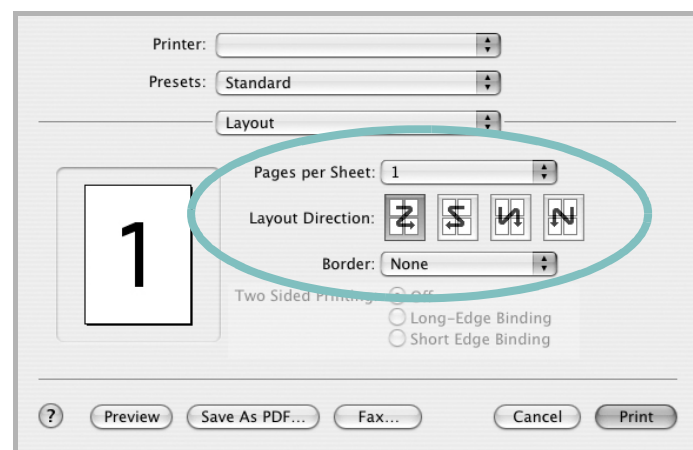 Printer:
Presets: Standard
Layout
Pages per Sheet: 1
Layout Direction:
1
Border: None
Two Sided Printing: Off
Long-Edge Binding
Short Edge Binding
? Preview Save As PDF... Fax... Cancel Print